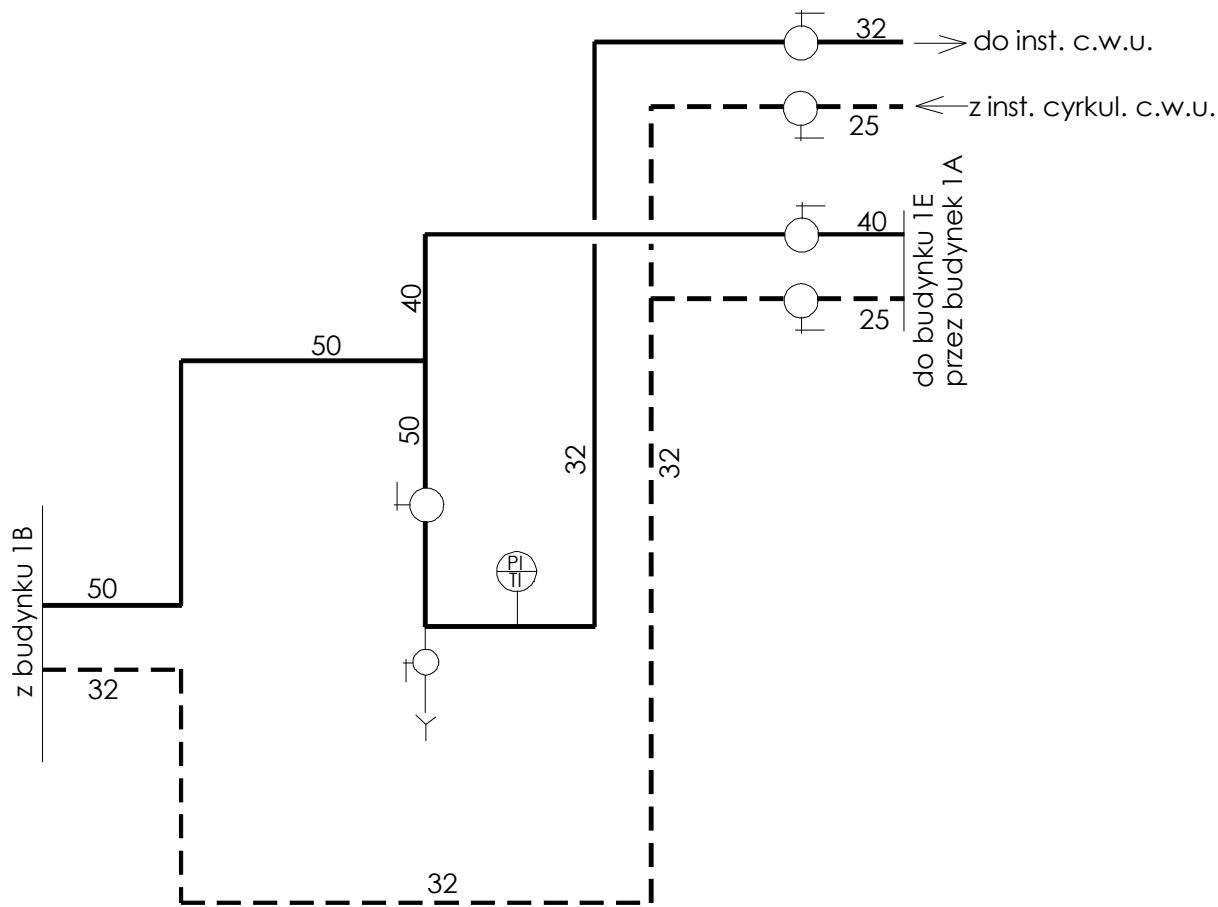 32
do inst. c.w.u.
z inst. cyrkul. c.w.u.
25
40
do budynku 1E
przez budynek 1A
25
40
50
50
32
32
PI
TI
z budynku 1B
50
32
32